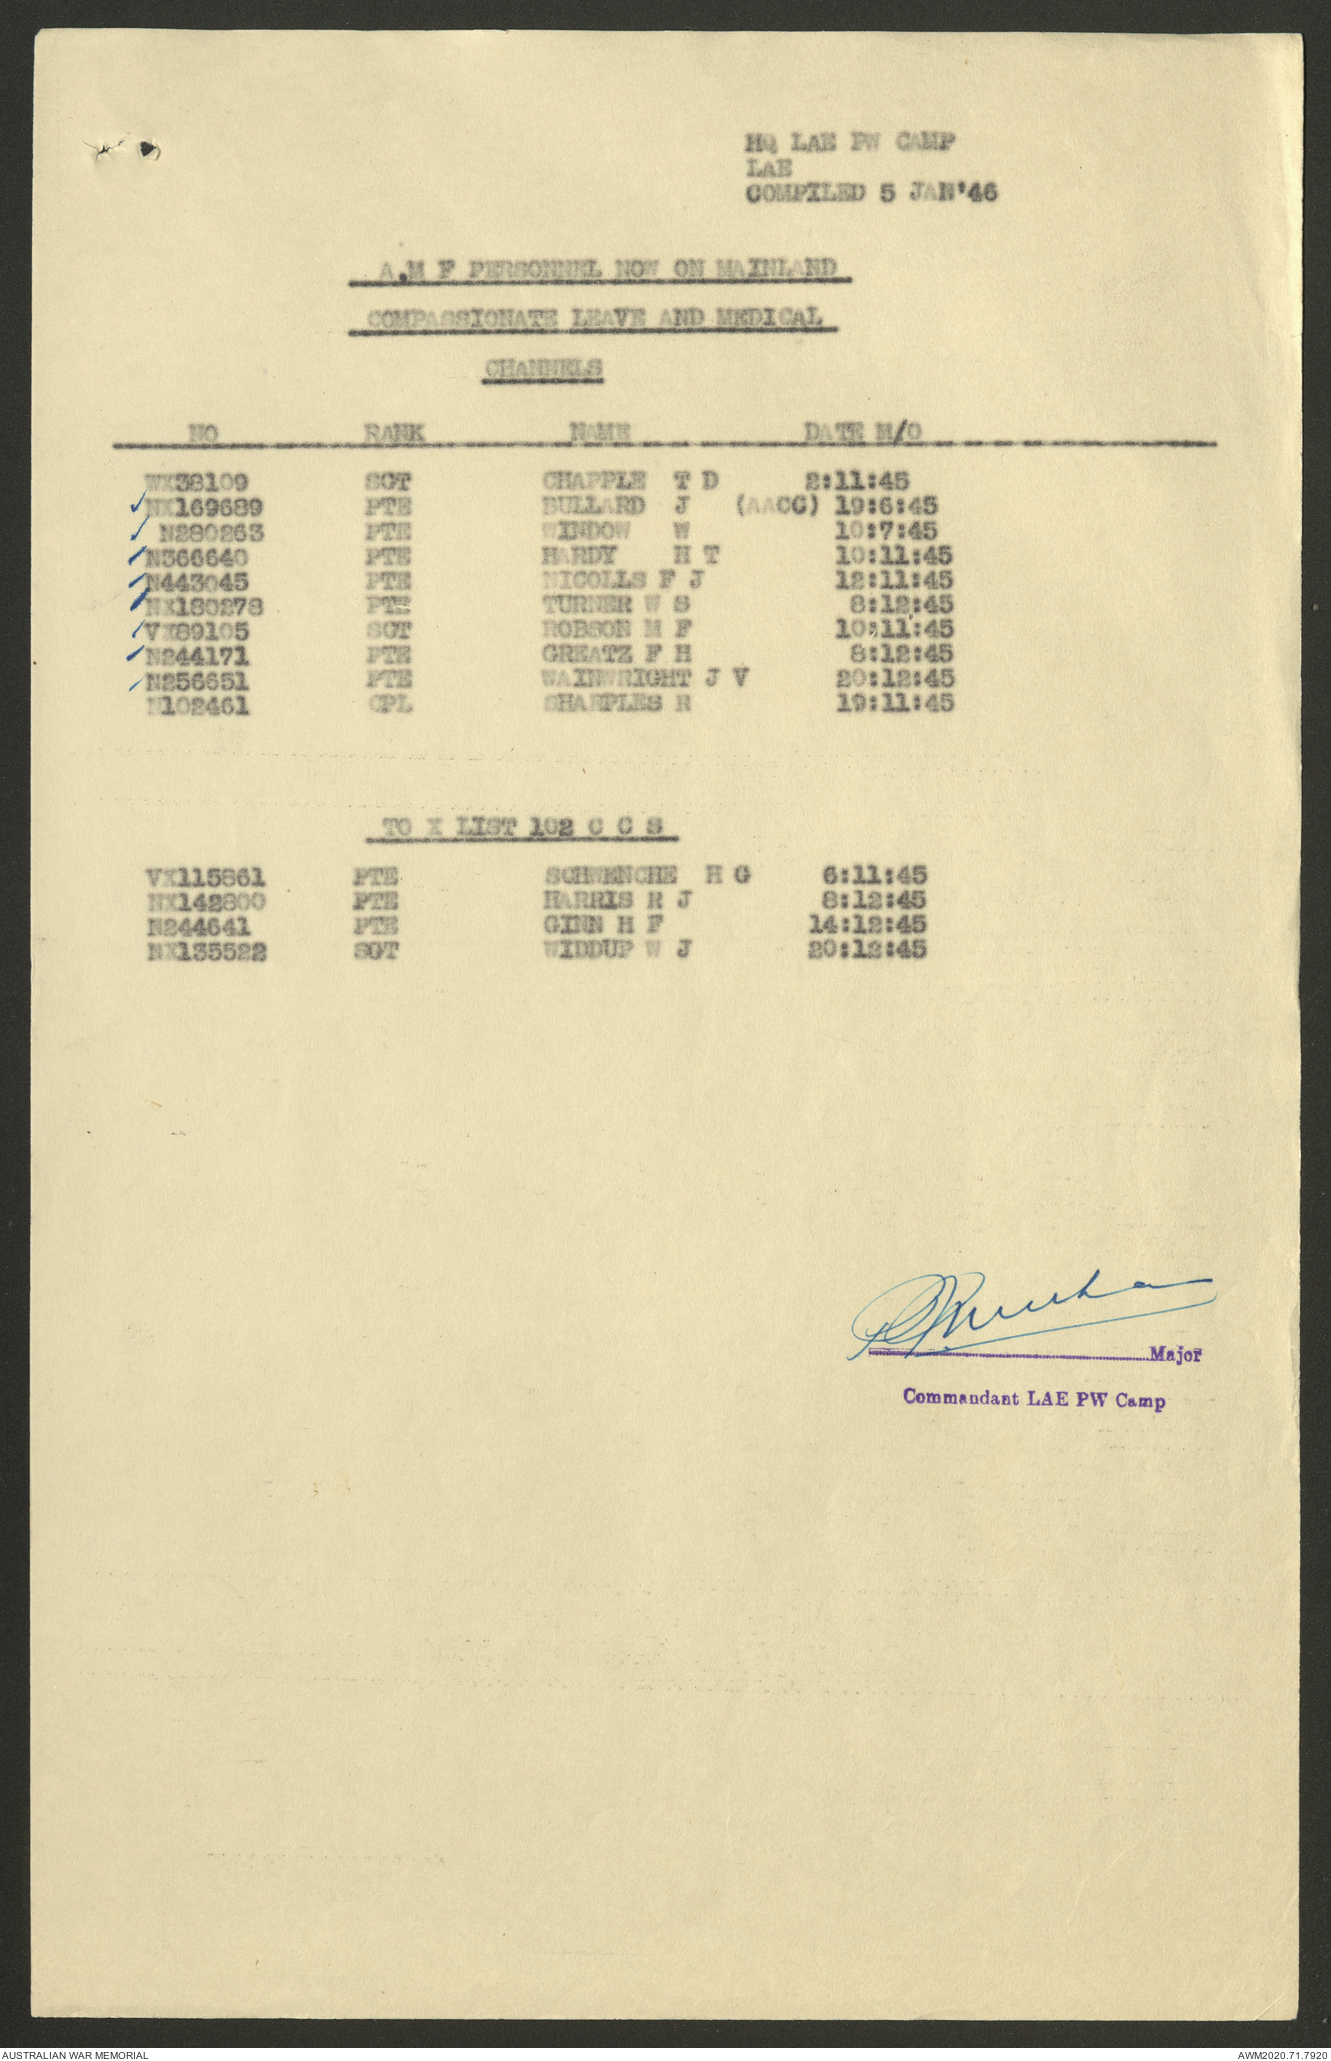 HQ LAE PW CAMP
LAE
COMPILED 5 JAN'46
A.M F PERSONNEL NOW ON MAINLAND
COMPASSIONATE LEAVE AND MEDICAL
CHANNELS
NO RANK NAME DATE M/O
WX38109 SGT CHAPPLE T D 2:11:45
NX169689 PTE BULLARD J (AACC) 19:6:45
N280263 PTE WINDOW W 10:7:45
N366640 PTE HARDY H T 10:11:45
N443045 PTE NICOLLS F J 12:11:45
NX180278 PTE TURNER W S 8:12:45
VX89105 SGT ROBSON M F 10:11:45
N244171 PTE GREATZ F H 8:12:45
N256651 PTE WAINWRIGHT J V 20:12:45
N102461 CPL SHARPLES R 19:11:45
TO X LIST 102 C C S
VX115861 PTE SCHWENCHE H G 6:11:45
NX142800 PTE HARRIS R J 8:12:45
N244641 PTE GINN H F 14:12:45
NX135522 SGT WIDDUP W J 20:12:45
Major
Commandant LAE PW Camp
AUSTRALIAN WAR MEMORIAL AWM2020.71.7920